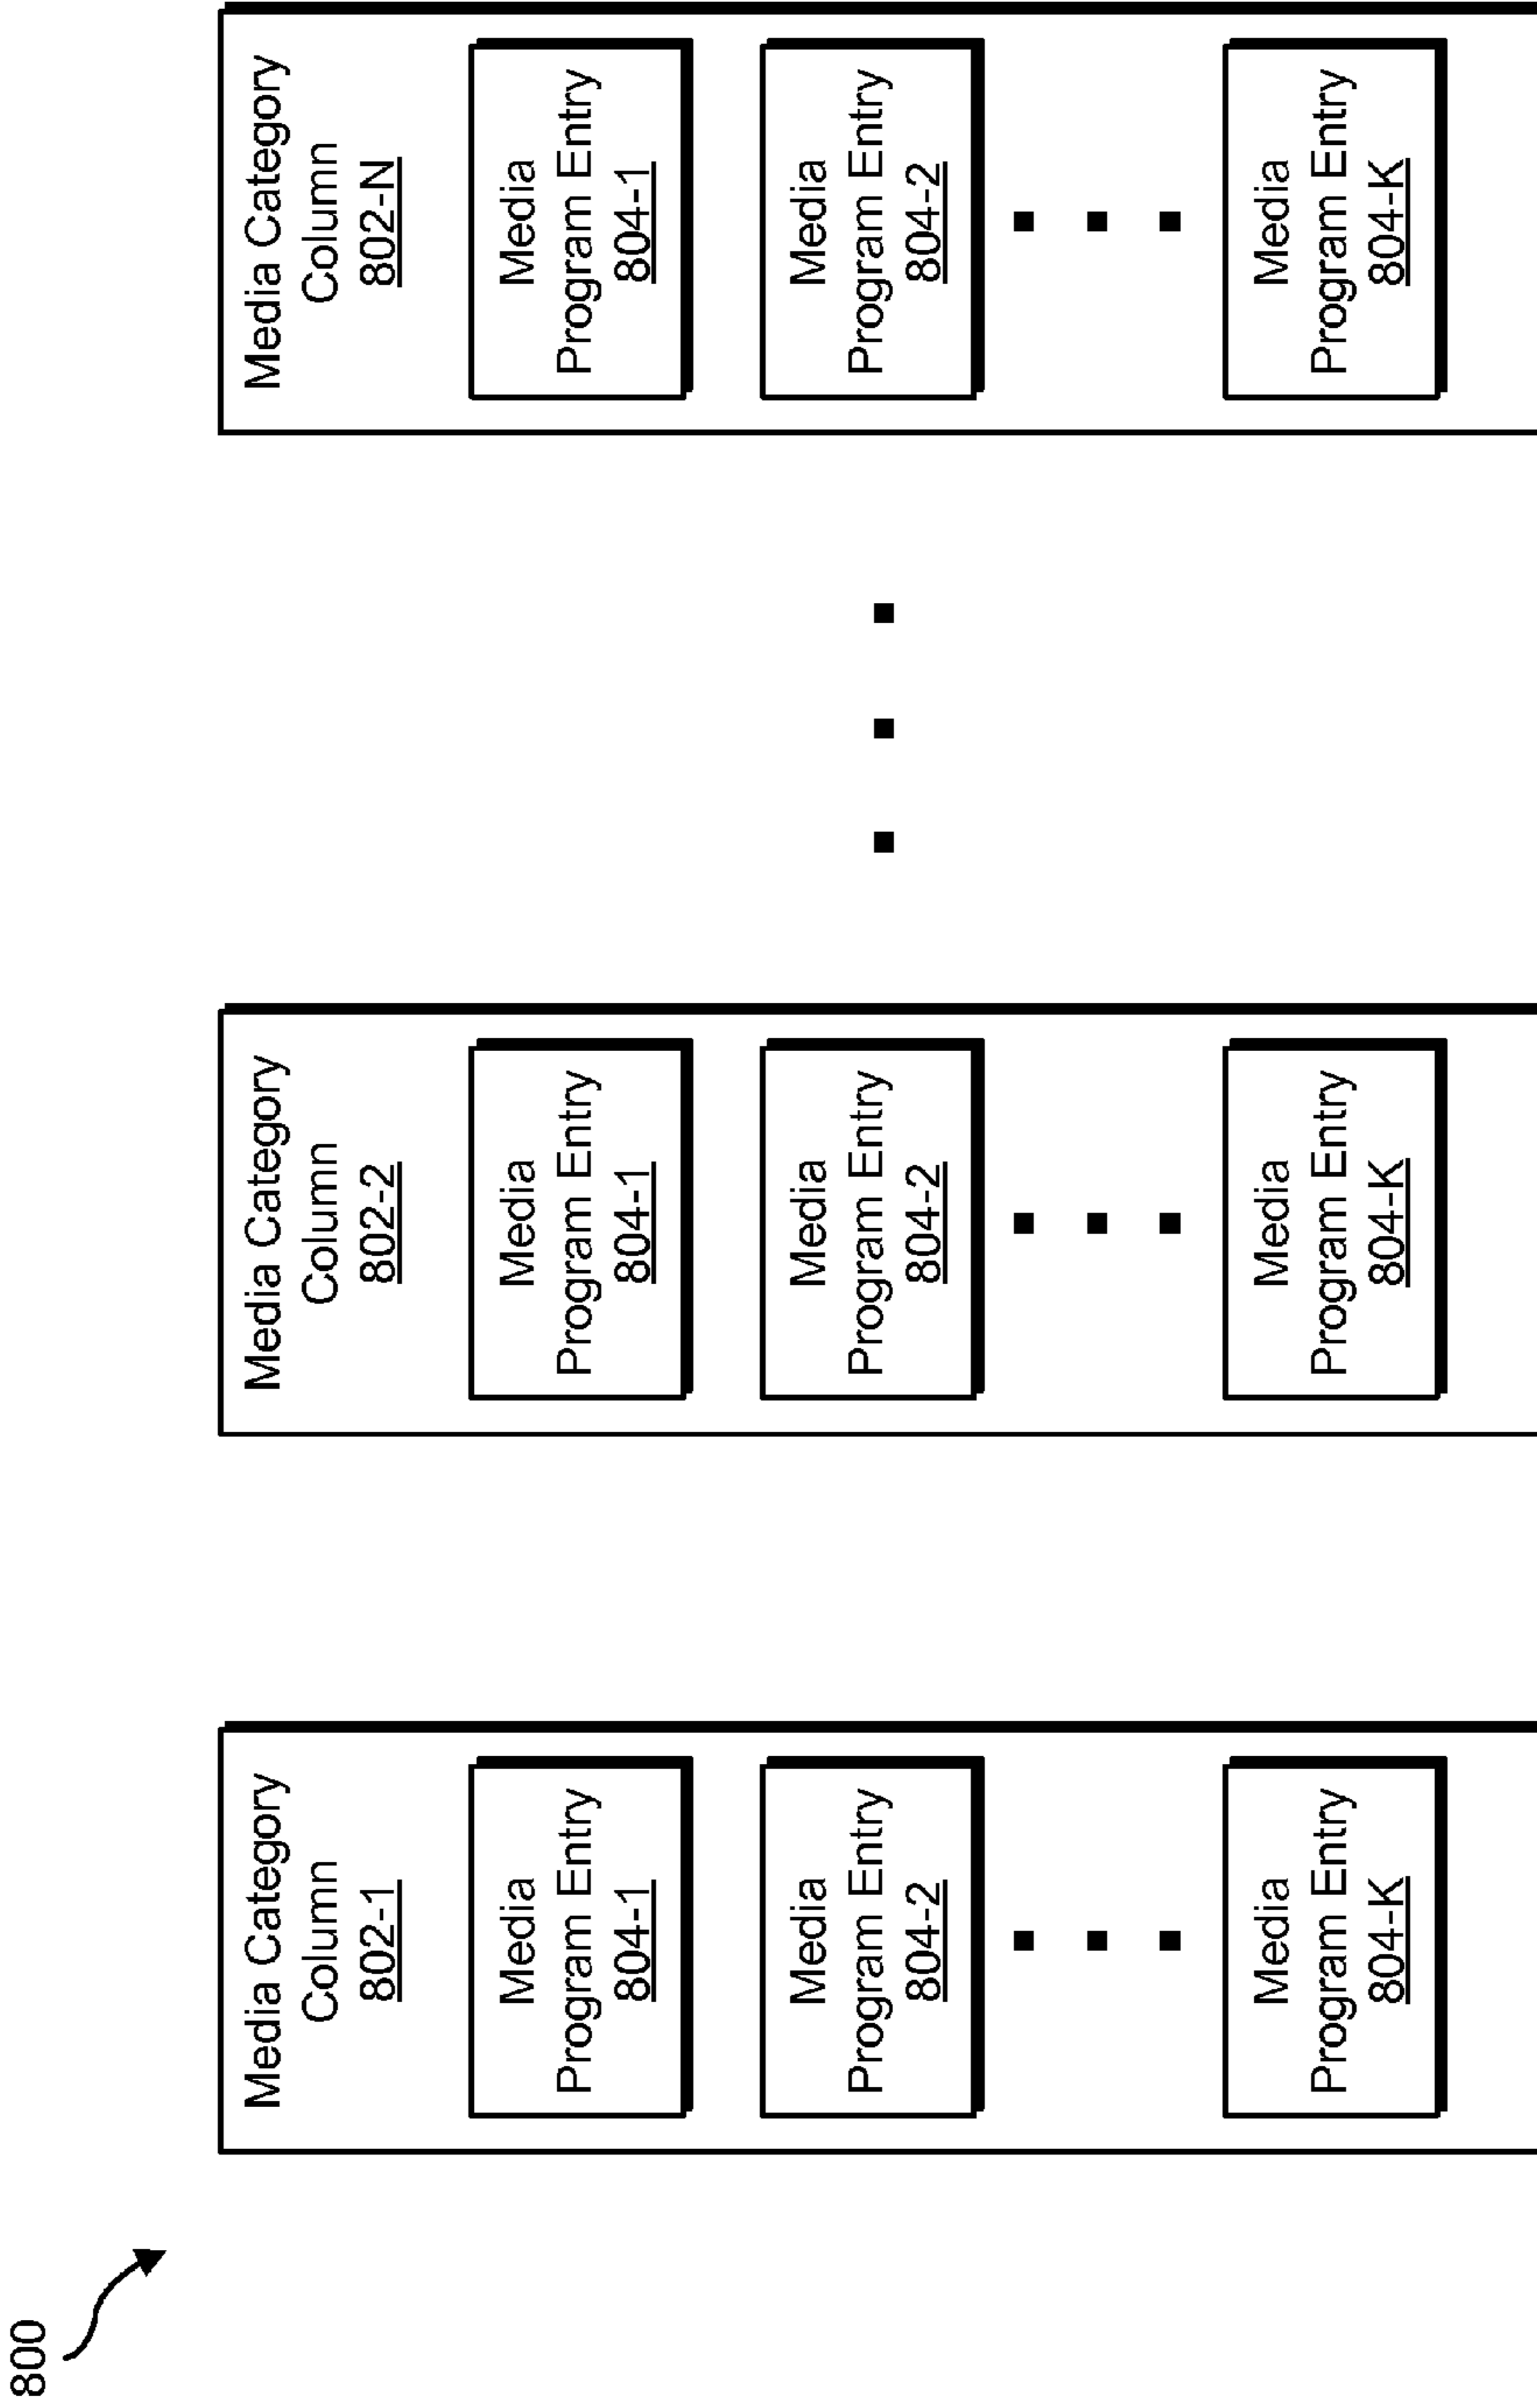 800
Media Category
Column
802-1
Media
Program Entry
804-1
Media
Program Entry
804-2
Media
Program Entry
804-K
Media Category
Column
802-2
Media
Program Entry
804-1
Media
Program Entry
804-2
Media
Program Entry
804-K
Media Category
Column
802-N
Media
Program Entry
804-1
Media
Program Entry
804-2
Media
Program Entry
804-K